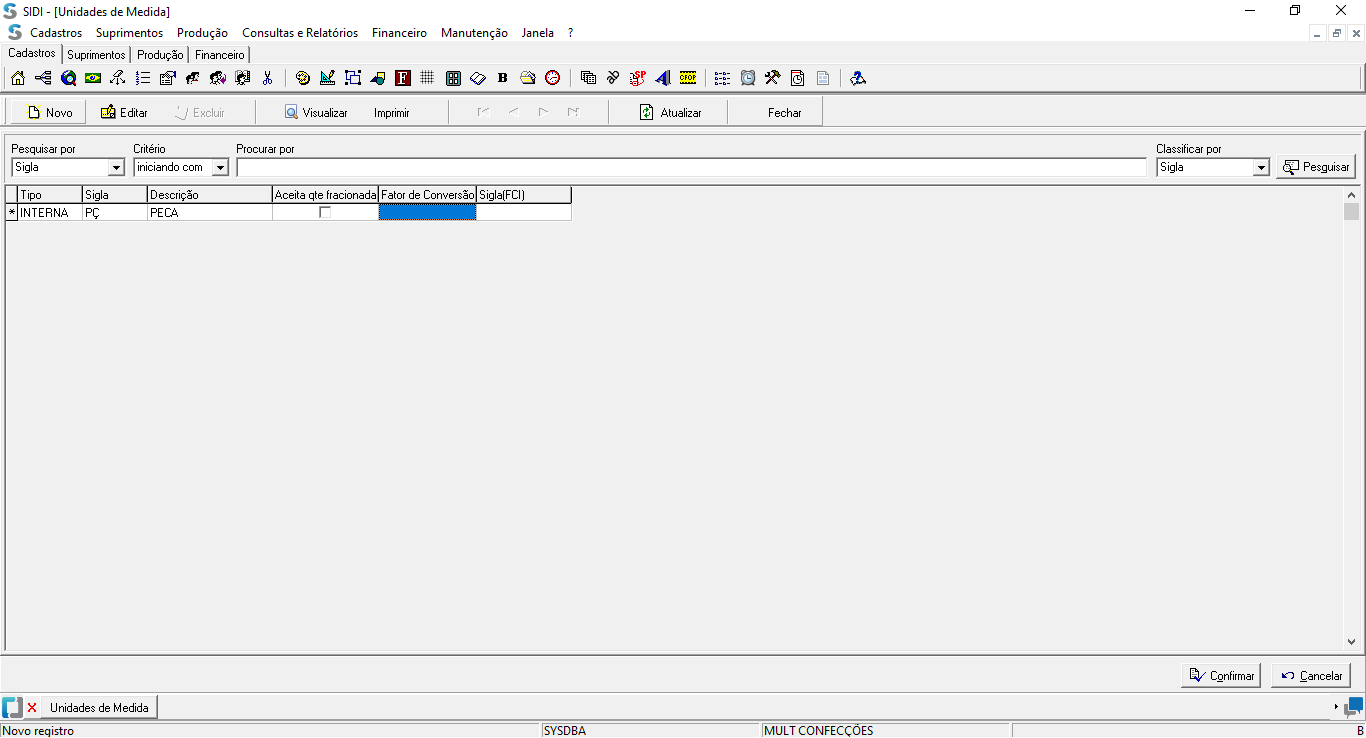 SIDI - [Unidades de Medida]
Cadastros Suprimentos Produção Consultas e Relatórios Financeiro Manutenção Janela ?
Cadastros Suprimentos Produção Financeiro
F B SP CFOP
Novo Editar Excluir Visualizar Imprimir Atualizar Fechar
Pesquisar por Critério Procurar por Classificar por
Sigla iniciando com Sigla Pesquisar
Tipo Sigla Descrição Aceita qte fracionada Fator de Conversão Sigla(FCI)
* INTERNA PÇ PECA
Confirmar Cancelar
Unidades de Medida
Novo registro SYSDBA MULT CONFECÇÕES B